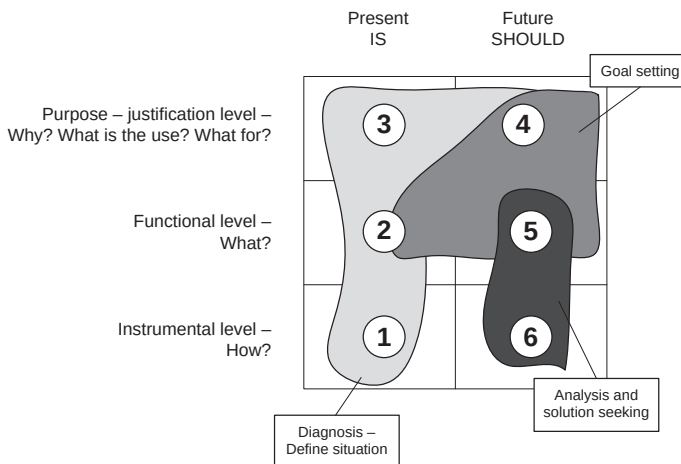 Present
IS
Future
SHOULD
Goal setting
Purpose – justification level –
Why? What is the use? What for?
3
4
Functional level –
What?
2
5
Instrumental level –
How?
1
6
Analysis and
solution seeking
Diagnosis –
Define situation